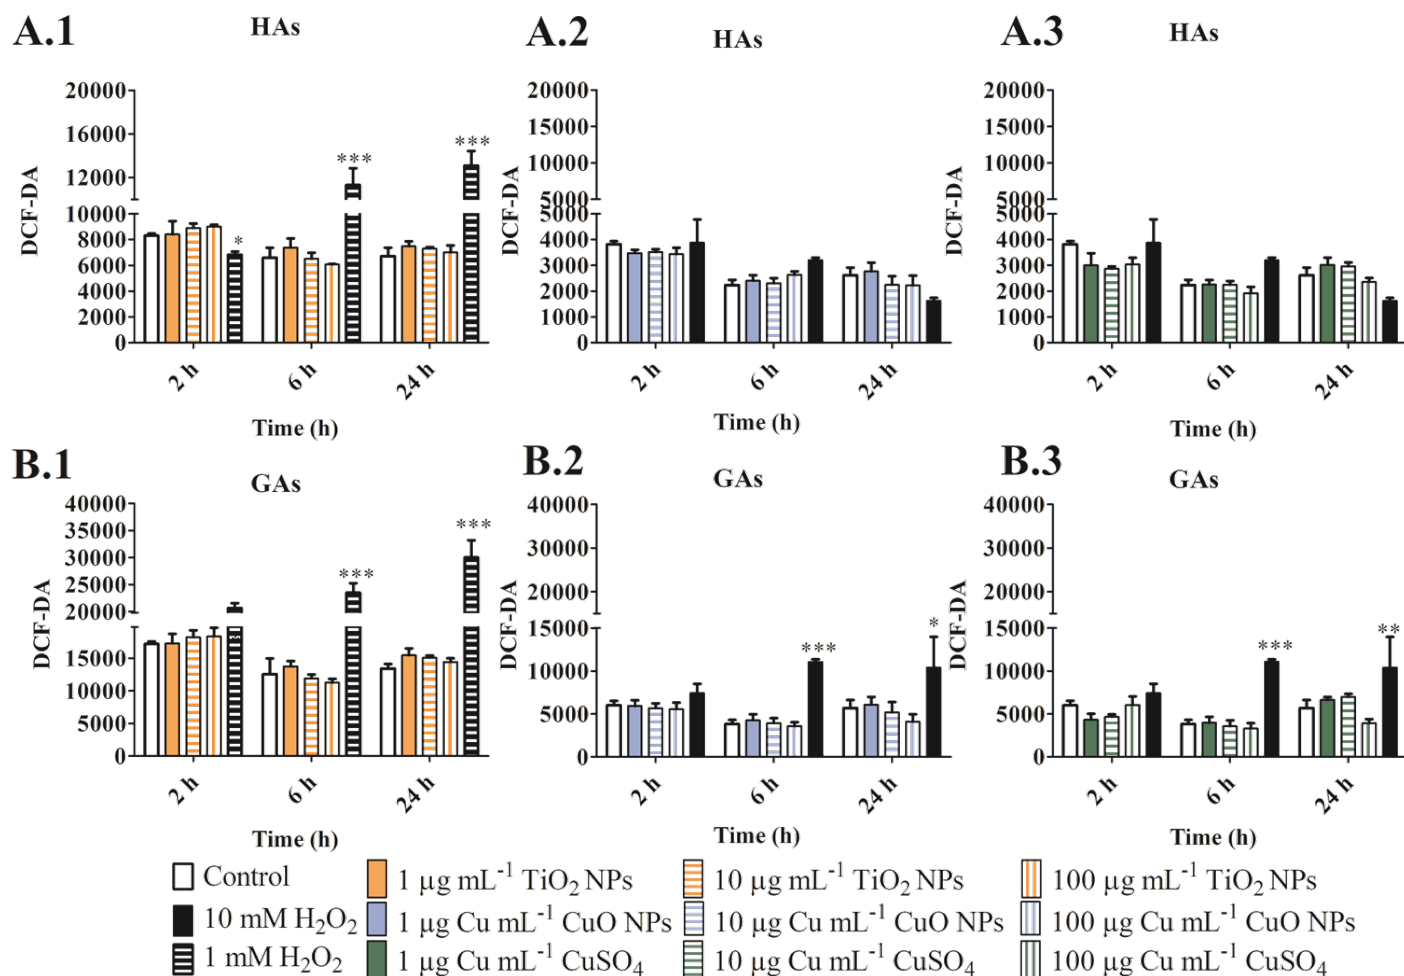 A.1
HAs
DCF-DA
20000
16000
12000
10000
8000
6000
4000
2000
0
*
***
***
2 h
6 h
24 h
Time (h)
A.2
HAs
DCF-DA
20000
15000
10000
5000
5000
4000
3000
2000
1000
0
2 h
6 h
24 h
Time (h)
A.3
HAs
DCF-DA
20000
15000
10000
5000
5000
4000
3000
2000
1000
0
2 h
6 h
24 h
Time (h)
B.1
GAs
DCF-DA
40000
35000
30000
25000
20000
15000
10000
5000
0
***
***
2 h
6 h
24 h
Time (h)
B.2
GAs
DCF-DA
40000
30000
20000
15000
10000
5000
0
***
*
2 h
6 h
24 h
Time (h)
B.3
GAs
DCF-DA
40000
30000
20000
15000
10000
5000
0
***
**
2 h
6 h
24 h
Time (h)
Control
1 µg mL⁻¹ TiO₂ NPs
10 µg mL⁻¹ TiO₂ NPs
100 µg mL⁻¹ TiO₂ NPs
10 mM H₂O₂
1 µg Cu mL⁻¹ CuO NPs
10 µg Cu mL⁻¹ CuO NPs
100 µg Cu mL⁻¹ CuO NPs
1 mM H₂O₂
1 µg Cu mL⁻¹ CuSO₄
10 µg Cu mL⁻¹ CuSO₄
100 µg Cu mL⁻¹ CuSO₄